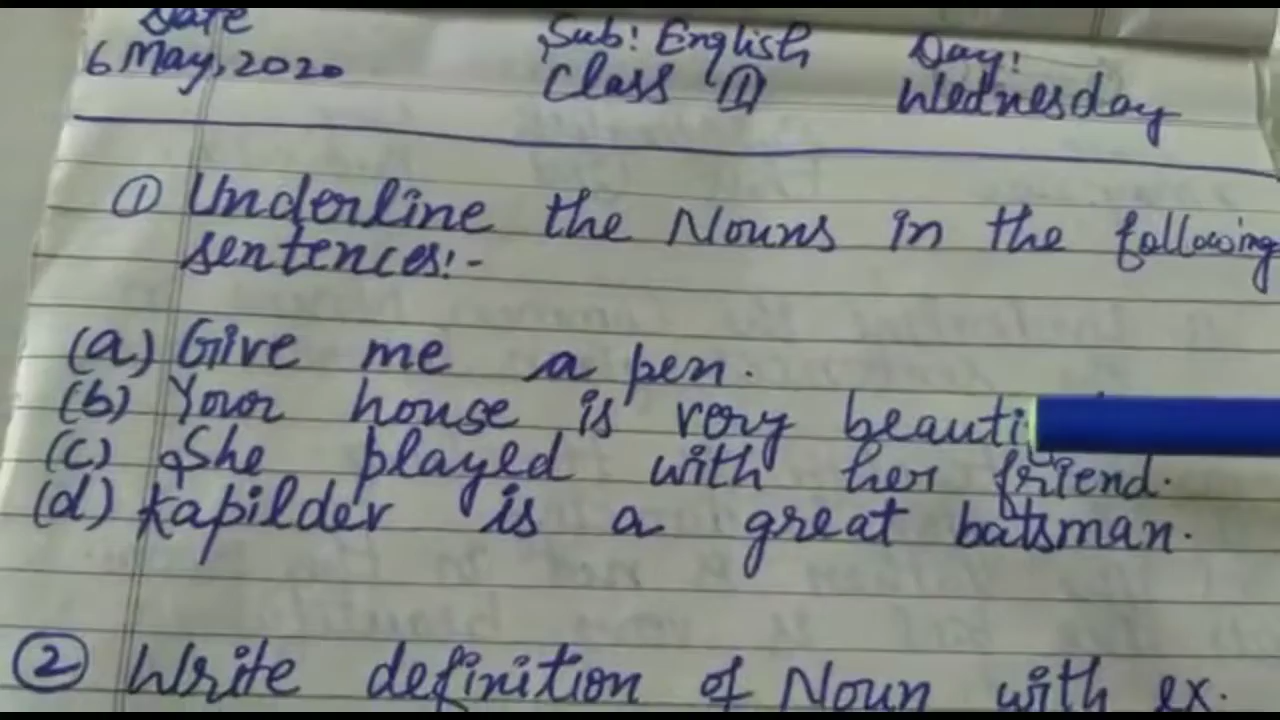 Date
6 May, 2020
Sub: English
Class ①
Day:
Wednesday
① Underline the Nouns in the following
sentences:-
(a) Give me a pen.
(b) Your house is very beauti
(c) She played with her friend.
(d) Kapildev is a great batsman.
② Write definition of Noun with ex.